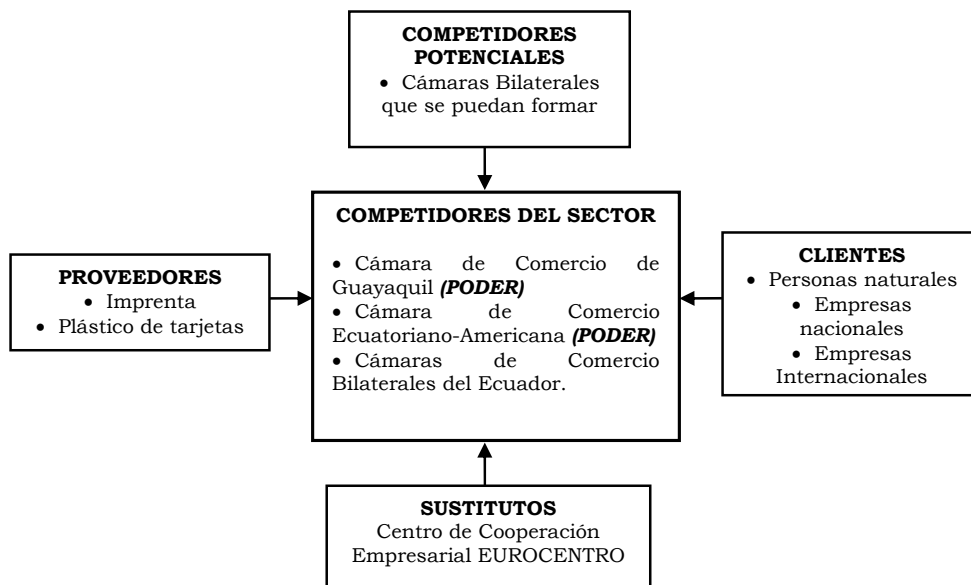 COMPETIDORES
POTENCIALES
• Cámaras Bilaterales
que se puedan formar
COMPETIDORES DEL SECTOR
• Cámara de Comercio de
Guayaquil (PODER)
• Cámara de Comercio
Ecuatoriano-Americana (PODER)
• Cámaras de Comercio
Bilaterales del Ecuador.
PROVEEDORES
• Imprenta
• Plástico de tarjetas
CLIENTES
• Personas naturales
• Empresas
nacionales
• Empresas
Internacionales
SUSTITUTOS
Centro de Cooperación
Empresarial EUROCENTRO